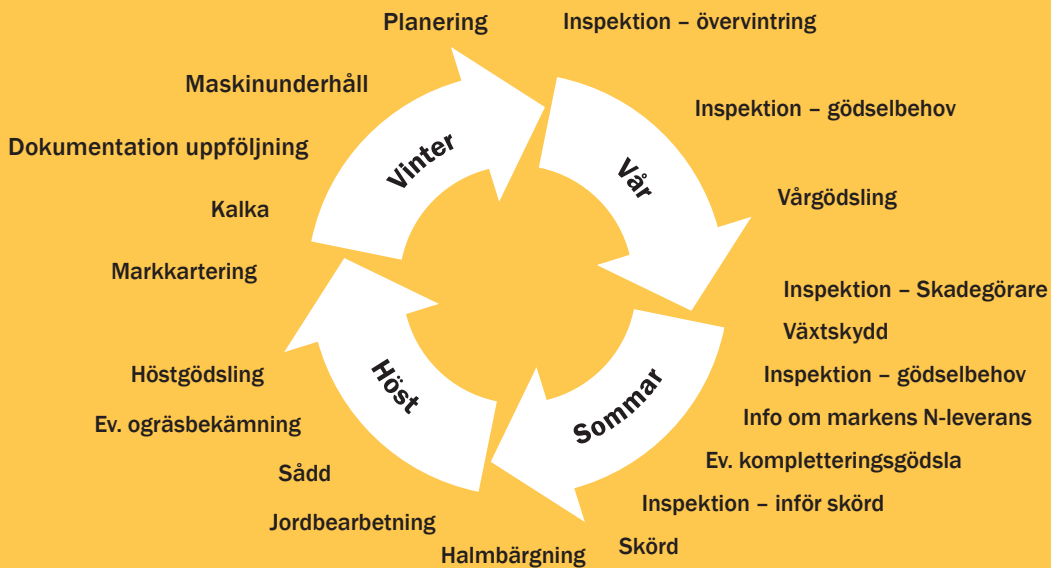 Planering
Inspektion – övervintring
Maskinunderhåll
Inspektion – gödselbehov
Dokumentation uppföljning
Vinter
Vår
Vårgödsling
Kalka
Markkartering
Inspektion – Skadegörare
Växtskydd
Höstgödsling
Höst
Sommar
Inspektion – gödselbehov
Ev. ogräsbekämning
Info om markens N-leverans
Sådd
Ev. kompletteringsgödsla
Jordbearbetning
Inspektion – inför skörd
Halmbärgning
Skörd